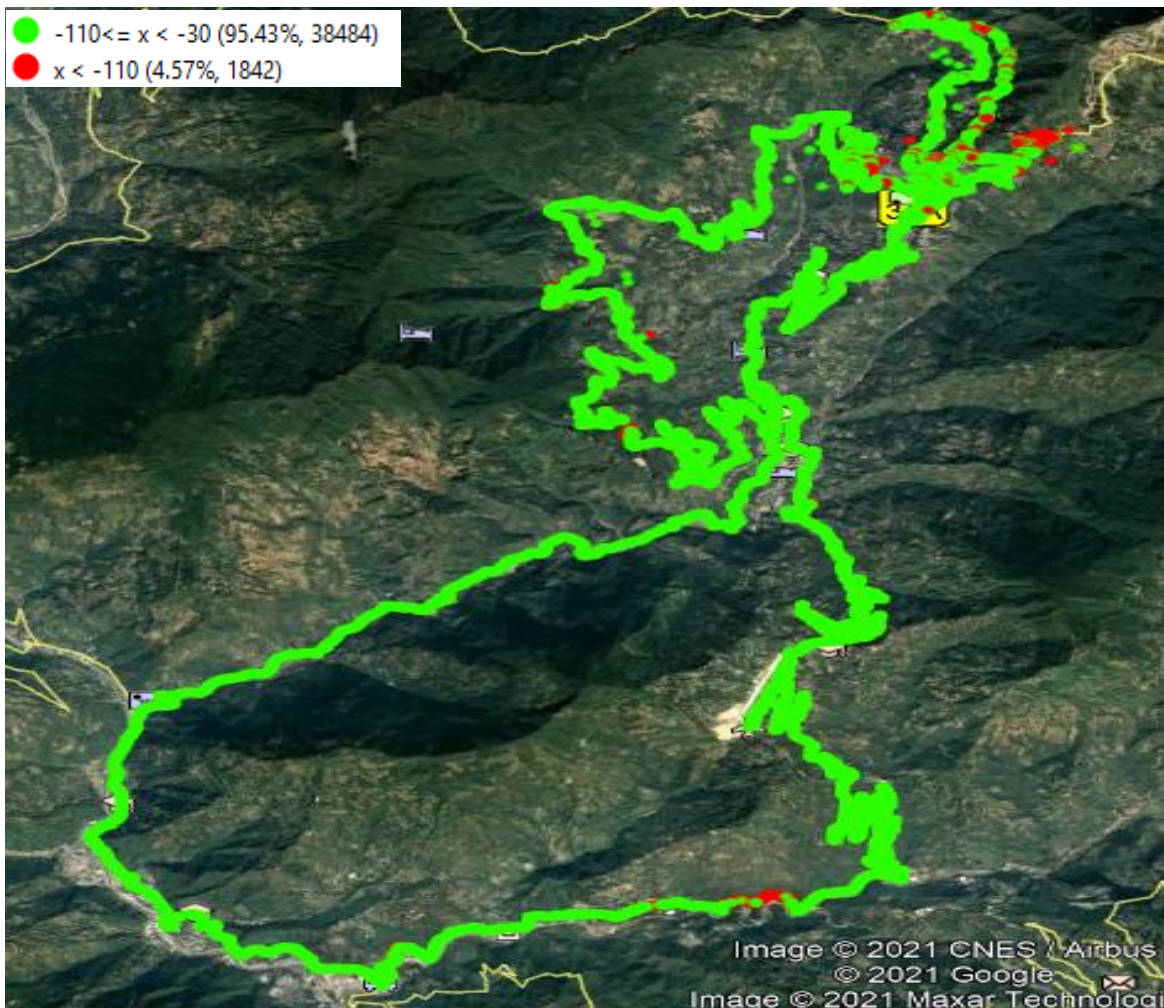 -110<= x < -30 (95.43%, 38484)
x < -110 (4.57%, 1842)
Image © 2021 CNES / Airbus
© 2021 Google
Image © 2021 Maxar Technologi